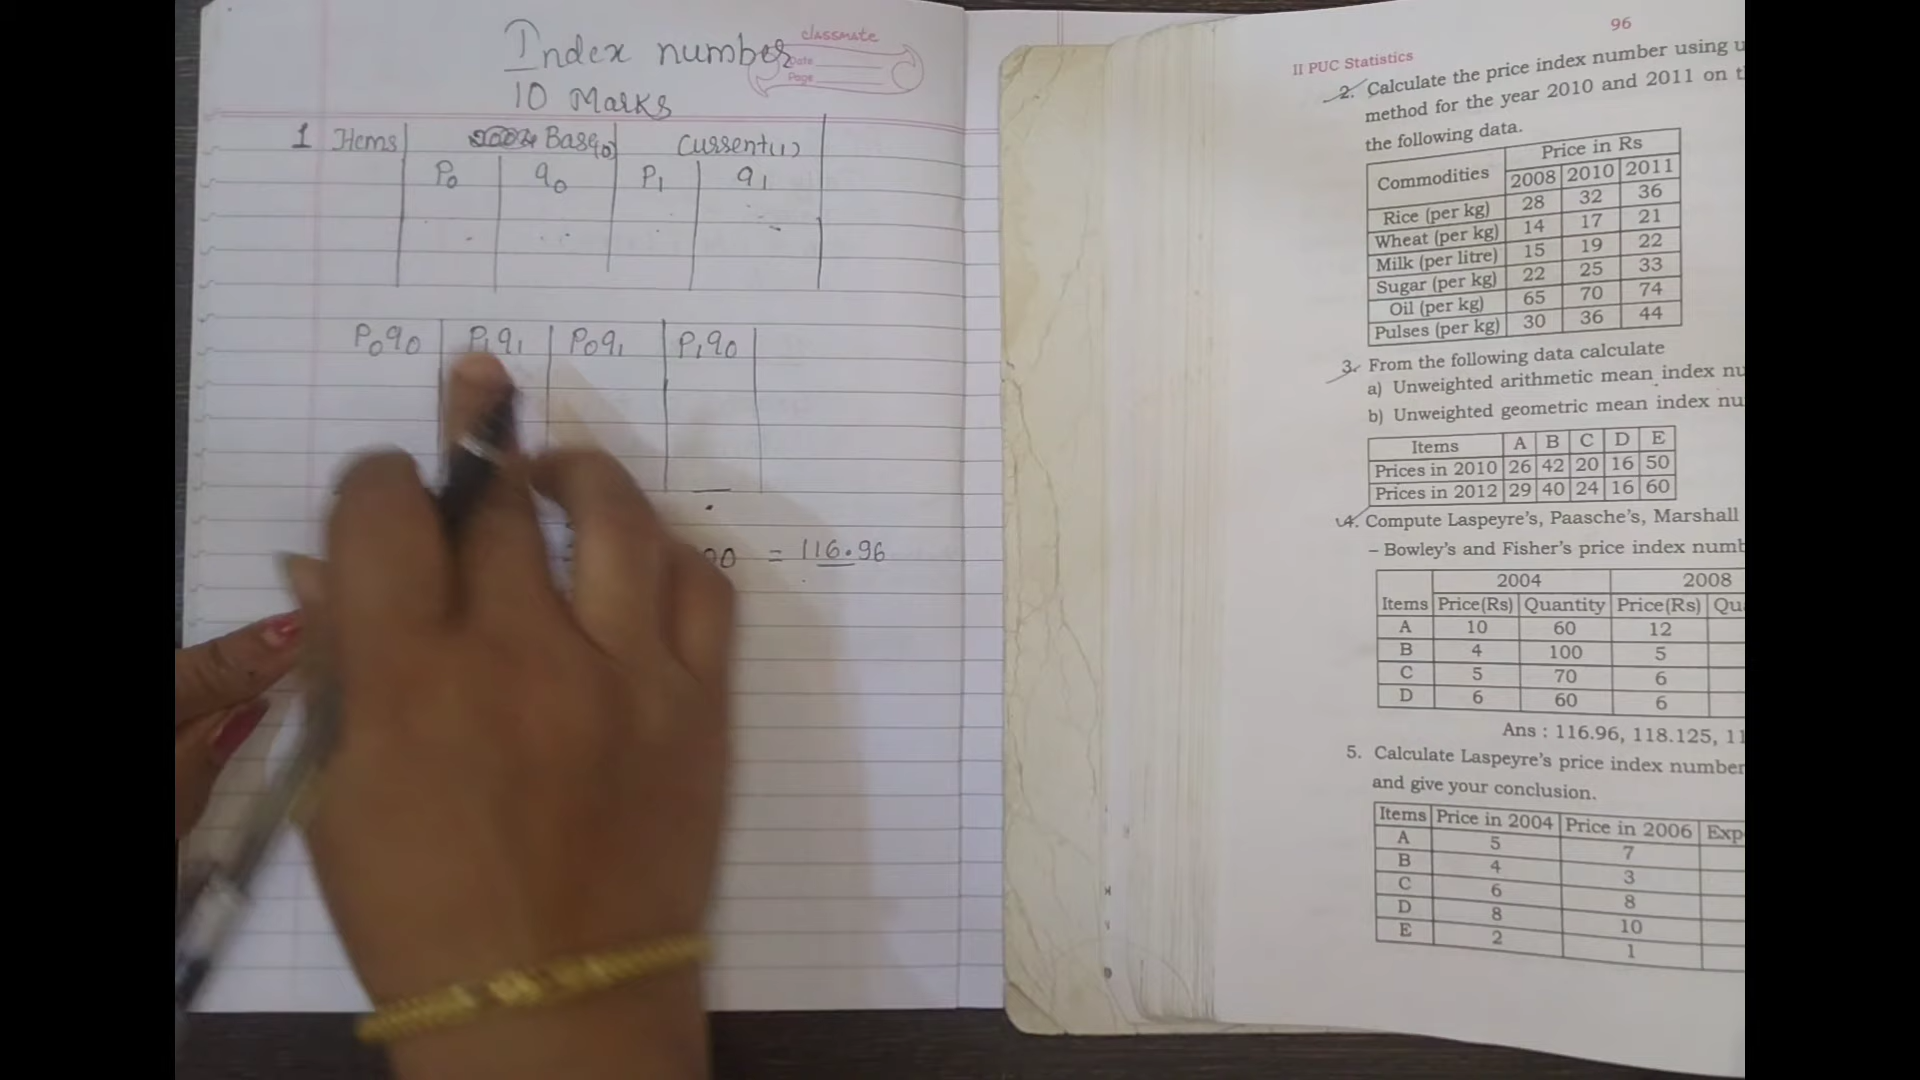 Index number
10 Marks
classmate
Date
Page
1 Items Base(0) Current(1)
P0 q0 P1 q1
P0q0 P1q1 P0q1 P1q0
00 = 116.96
96
II PUC Statistics
2. Calculate the price index number using
method for the year 2010 and 2011 on
the following data.
Commodities Price in Rs
2008 2010 2011
Rice (per kg) 28 32 36
Wheat (per kg) 14 17 21
Milk (per litre) 15 19 22
Sugar (per kg) 22 25 33
Oil (per kg) 65 70 74
Pulses (per kg) 30 36 44
3. From the following data calculate
a) Unweighted arithmetic mean index
b) Unweighted geometric mean index
Items A B C D E
Prices in 2010 26 42 20 16 50
Prices in 2012 29 40 24 16 60
4. Compute Laspeyre's, Paasche's, Marshall
– Bowley's and Fisher's price index
2004 2008
Items Price(Rs) Quantity Price(Rs)
A 10 60 12
B 4 100 5
C 5 70 6
D 6 60 6
Ans : 116.96, 118.125,
5. Calculate Laspeyre's price index number
and give your conclusion.
Items Price in 2004 Price in 2006
A 5 7
B 4 3
C 6 8
D 8 10
E 2 1